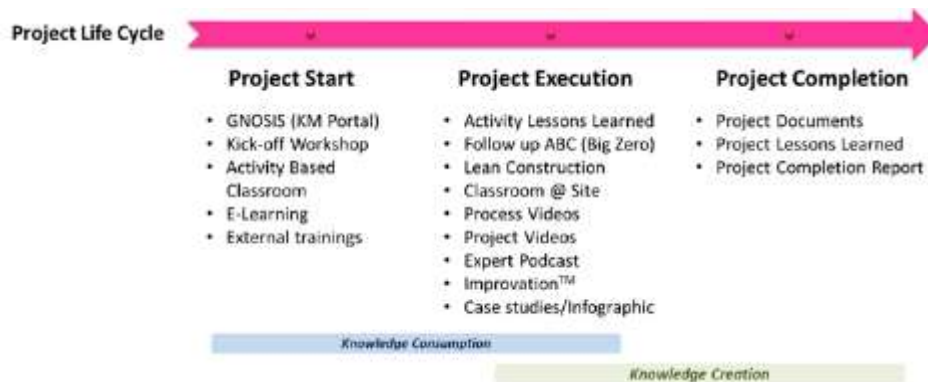 Project Life Cycle
Project Start
• GNOSIS (KM Portal)
• Kick-off Workshop
• Activity Based
Classroom
• E-Learning
• External trainings
Project Execution
• Activity Lessons Learned
• Follow up ABC (Big Zero)
• Lean Construction
• Classroom @ Site
• Process Videos
• Project Videos
• Expert Podcast
• Improvation™
• Case studies/Infographic
Project Completion
• Project Documents
• Project Lessons Learned
• Project Completion Report
Knowledge Consumption
Knowledge Creation